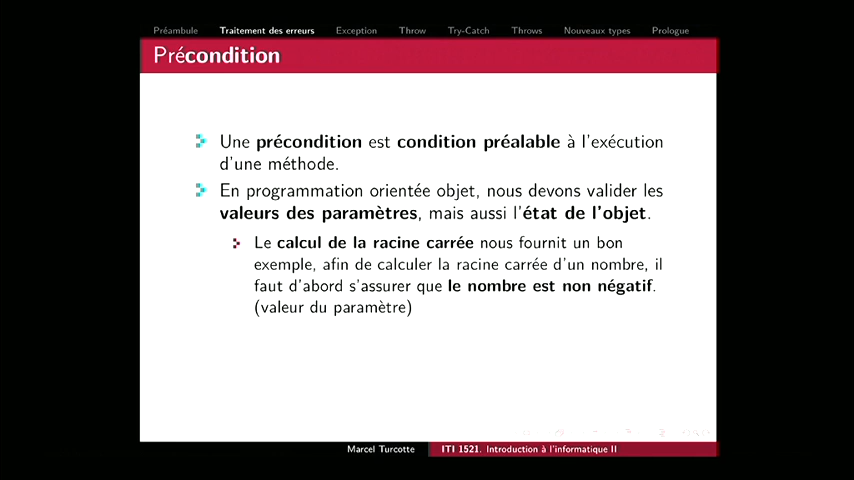 Préambule Traitement des erreurs Exception Throw Try-Catch Throws Nouveaux types Prologue
Précondition
Une précondition est condition préalable à l'exécution
d'une méthode.
En programmation orientée objet, nous devons valider les
valeurs des paramètres, mais aussi l'état de l'objet.
Le calcul de la racine carrée nous fournit un bon
exemple, afin de calculer la racine carrée d'un nombre, il
faut d'abord s'assurer que le nombre est non négatif.
(valeur du paramètre)
Marcel Turcotte ITI 1521. Introduction à l'informatique II